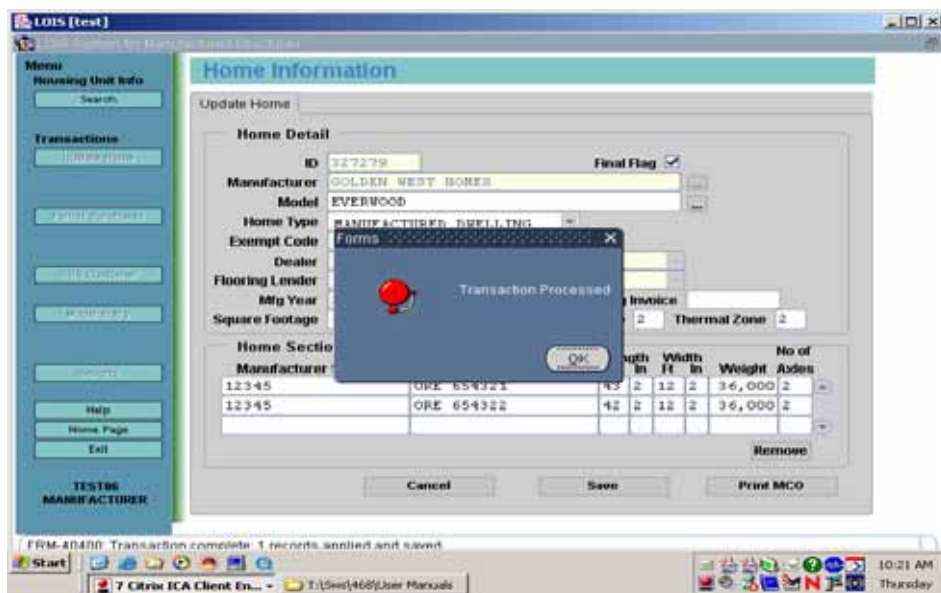 LOIS [test]
Menu
Housing Unit Info
Search
Transactions
Help
Home Page
Exit
TEST06
MANUFACTURER
Home Information
Update Home
Home Detail
ID 327279 Final Flag
Manufacturer GOLDEN WEST HOMES
Model EVERWOOD
Home Type MANUFACTURED DWELLING
Exempt Code
Dealer
Flooring Lender
Mfg Year Invoice
Square Footage 2 Thermal Zone 2
Forms
Transaction Processed
OK
Home Sectio
Manufacturer ngth In Width Ft In Weight No of Axles
12345 ORE 654321 43 2 12 2 36,000 2
12345 ORE 654322 42 2 12 2 36,000 2
Remove
Cancel Save Print MCO
FRM-40400: Transaction complete: 1 records applied and saved.
Start
7 Citrix ICA Client En...
User Manuals
10:21 AM
Thursday